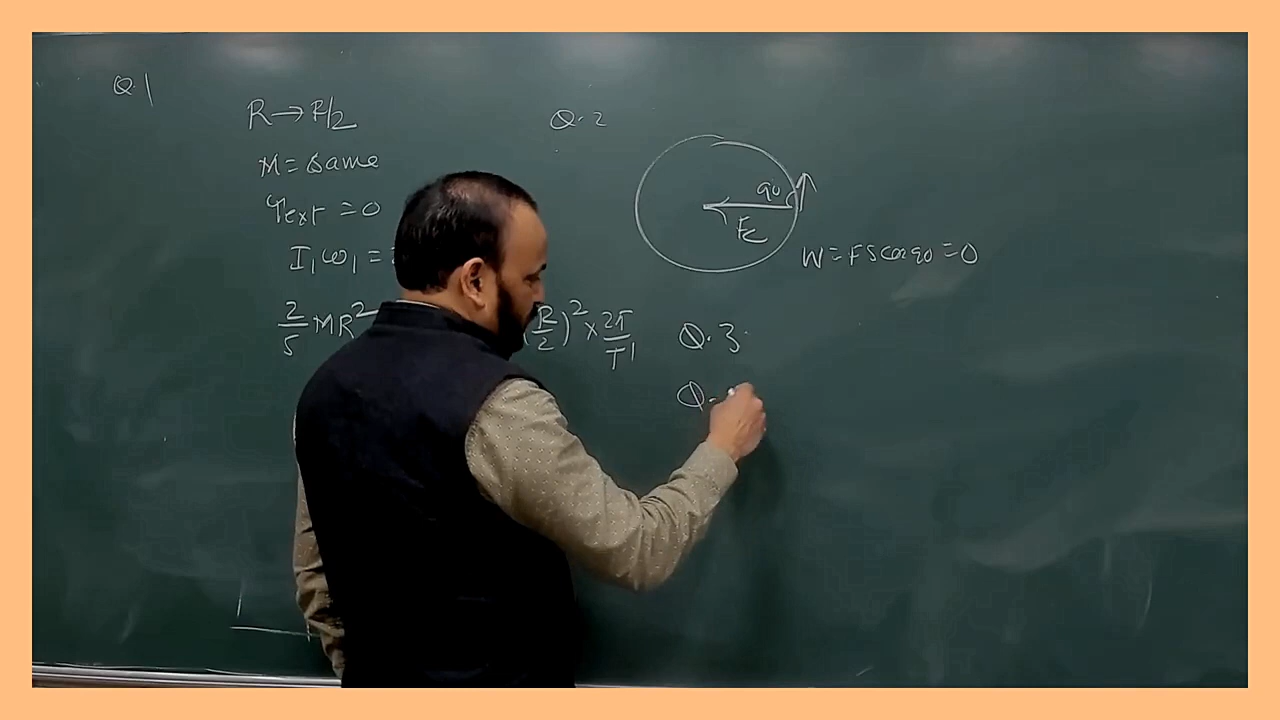 Q.1
R→R/2
M = same
τext = 0
I₁ω₁ =
2/5 MR²
(R/2)² × 2π/T'
Q.2
90
Fc
W = FS cos 90 = 0
Q.3
Q.